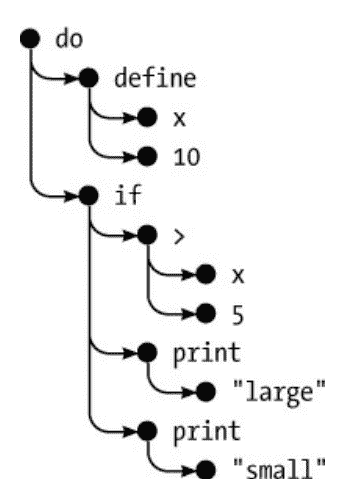 do
define
x
10
if
>
x
5
print
"large"
print
"small"